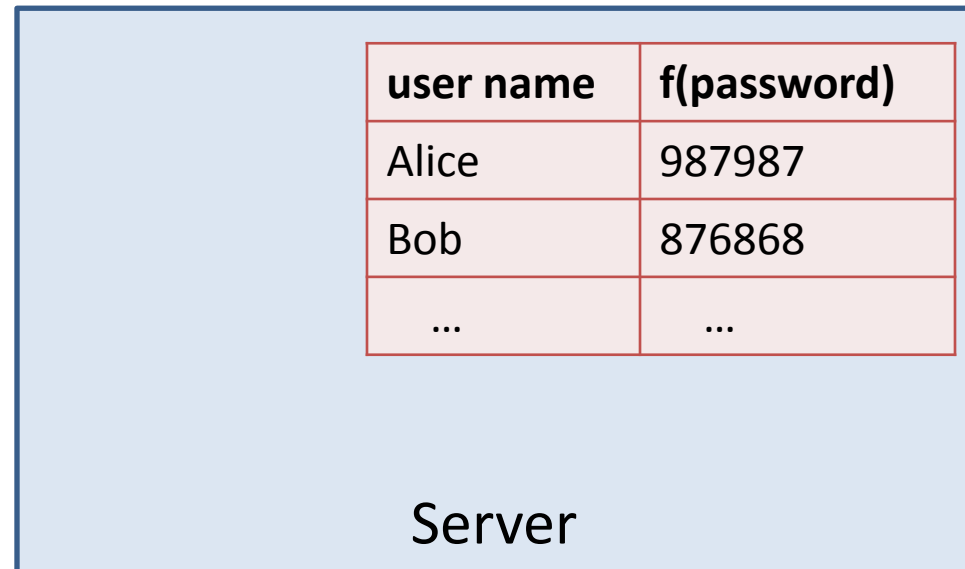 user name f(password)
Alice 987987
Bob 876868
... ...
Server